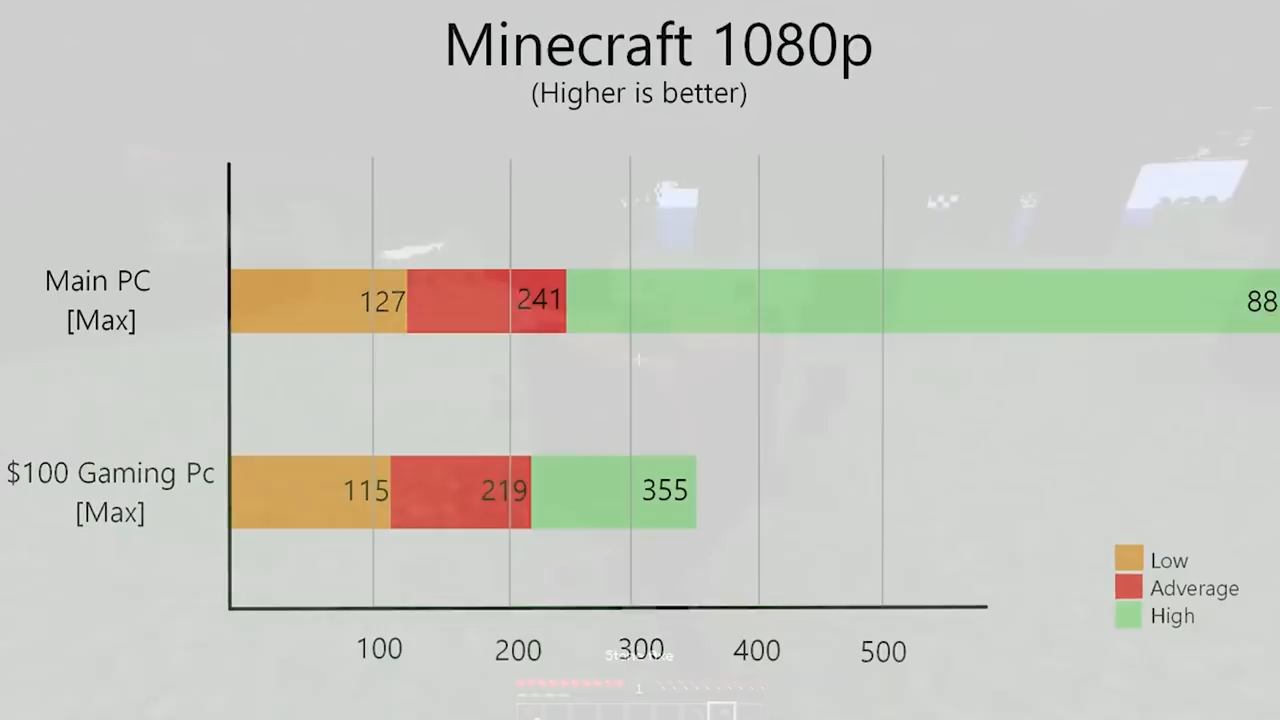 Minecraft 1080p
(Higher is better)
Main PC
[Max]
127
241
88
$100 Gaming Pc
[Max]
115
219
355
Low
Adverage
High
100
200
300
400
500
1